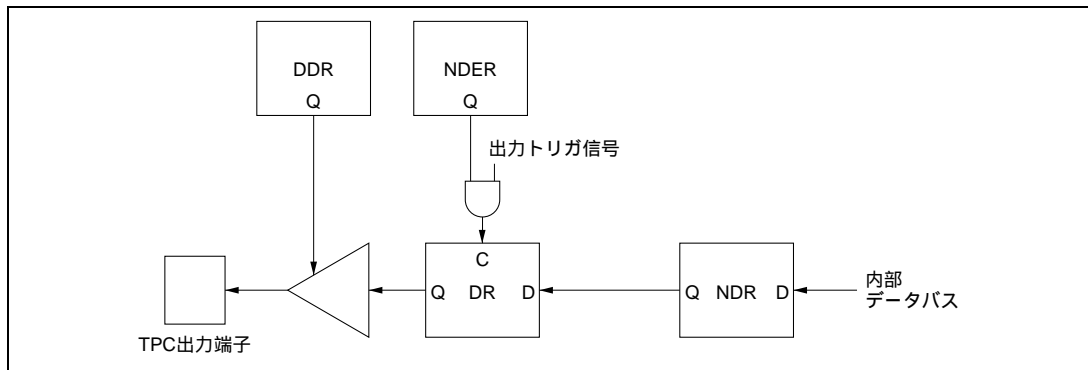 DDR
Q
NDER
Q
出力トリガ信号
C
Q DR D
Q NDR D
内部
データバス
TPC出力端子